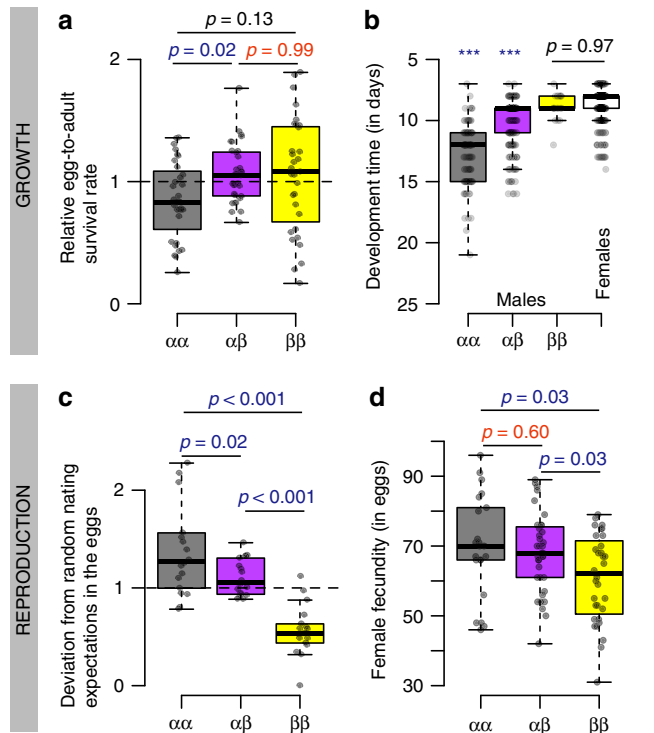 GROWTH
a
p = 0.13
p = 0.02
p = 0.99
Relative egg-to-adult
survival rate
2
1
0
αα
αβ
ββ
b
***
***
p = 0.97
Development time (in days)
5
10
15
20
25
Males
Females
αα
αβ
ββ
REPRODUCTION
c
p < 0.001
p = 0.02
p < 0.001
Deviation from random nating
expectations in the eggs
2
1
0
αα
αβ
ββ
d
p = 0.03
p = 0.60
p = 0.03
Female fecundity (in eggs)
90
70
50
30
αα
αβ
ββ